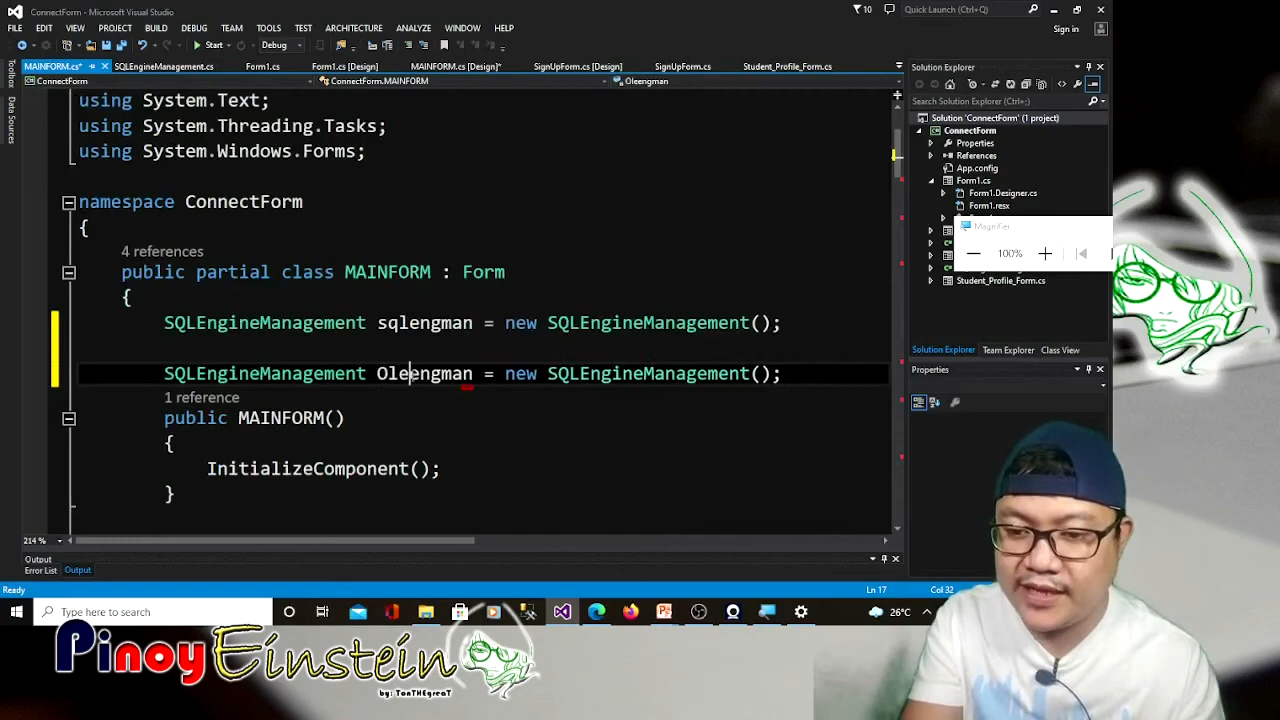 ConnectForm - Microsoft Visual Studio
10
Quick Launch (Ctrl+Q)
FILE EDIT VIEW PROJECT BUILD DEBUG TEAM TOOLS TEST ARCHITECTURE ANALYZE WINDOW HELP
Sign in
Start
Debug
MAINFORM.cs*
SQLEngineManagement.cs
Form1.cs
Form1.cs [Design]
MAINFORM.cs [Design]*
SignUpForm.cs [Design]
SignUpForm.cs
Student_Profile_Form.cs
ConnectForm
ConnectForm.MAINFORM
Oleengman
Toolbox
Data Sources
using System.Text;
using System.Threading.Tasks;
using System.Windows.Forms;
namespace ConnectForm
{
4 references
public partial class MAINFORM : Form
{
SQLEngineManagement sqlengman = new SQLEngineManagement();
SQLEngineManagement Oleengman = new SQLEngineManagement();
1 reference
public MAINFORM()
{
InitializeComponent();
}
214 %
Output
Error List
Output
Ready
Ln 17
Col 32
Solution Explorer
Search Solution Explorer (Ctrl+;)
Solution 'ConnectForm' (1 project)
ConnectForm
Properties
References
App.config
Form1.cs
Form1.Designer.cs
Form1.resx
Magnifier
100%
Student_Profile_Form.cs
Solution Explorer
Team Explorer
Class View
Properties
Type here to search
26°C
Pinoy Einstein
by: TonTHEgreaT